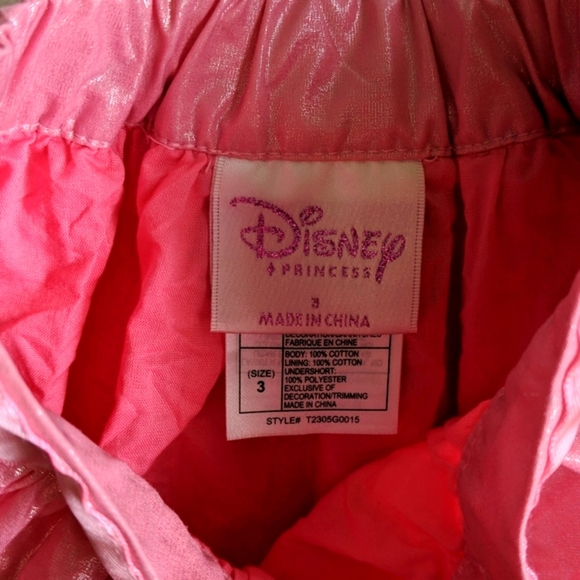 Disney
PRINCESS
3
MADE IN CHINA
FABRIQUE EN CHINE
(SIZE)
3
BODY: 100% COTTON
LINING: 100% COTTON
UNDERSHORT:
100% POLYESTER
EXCLUSIVE OF
DECORATION/TRIMMING
MADE IN CHINA
STYLE# T2305G0015